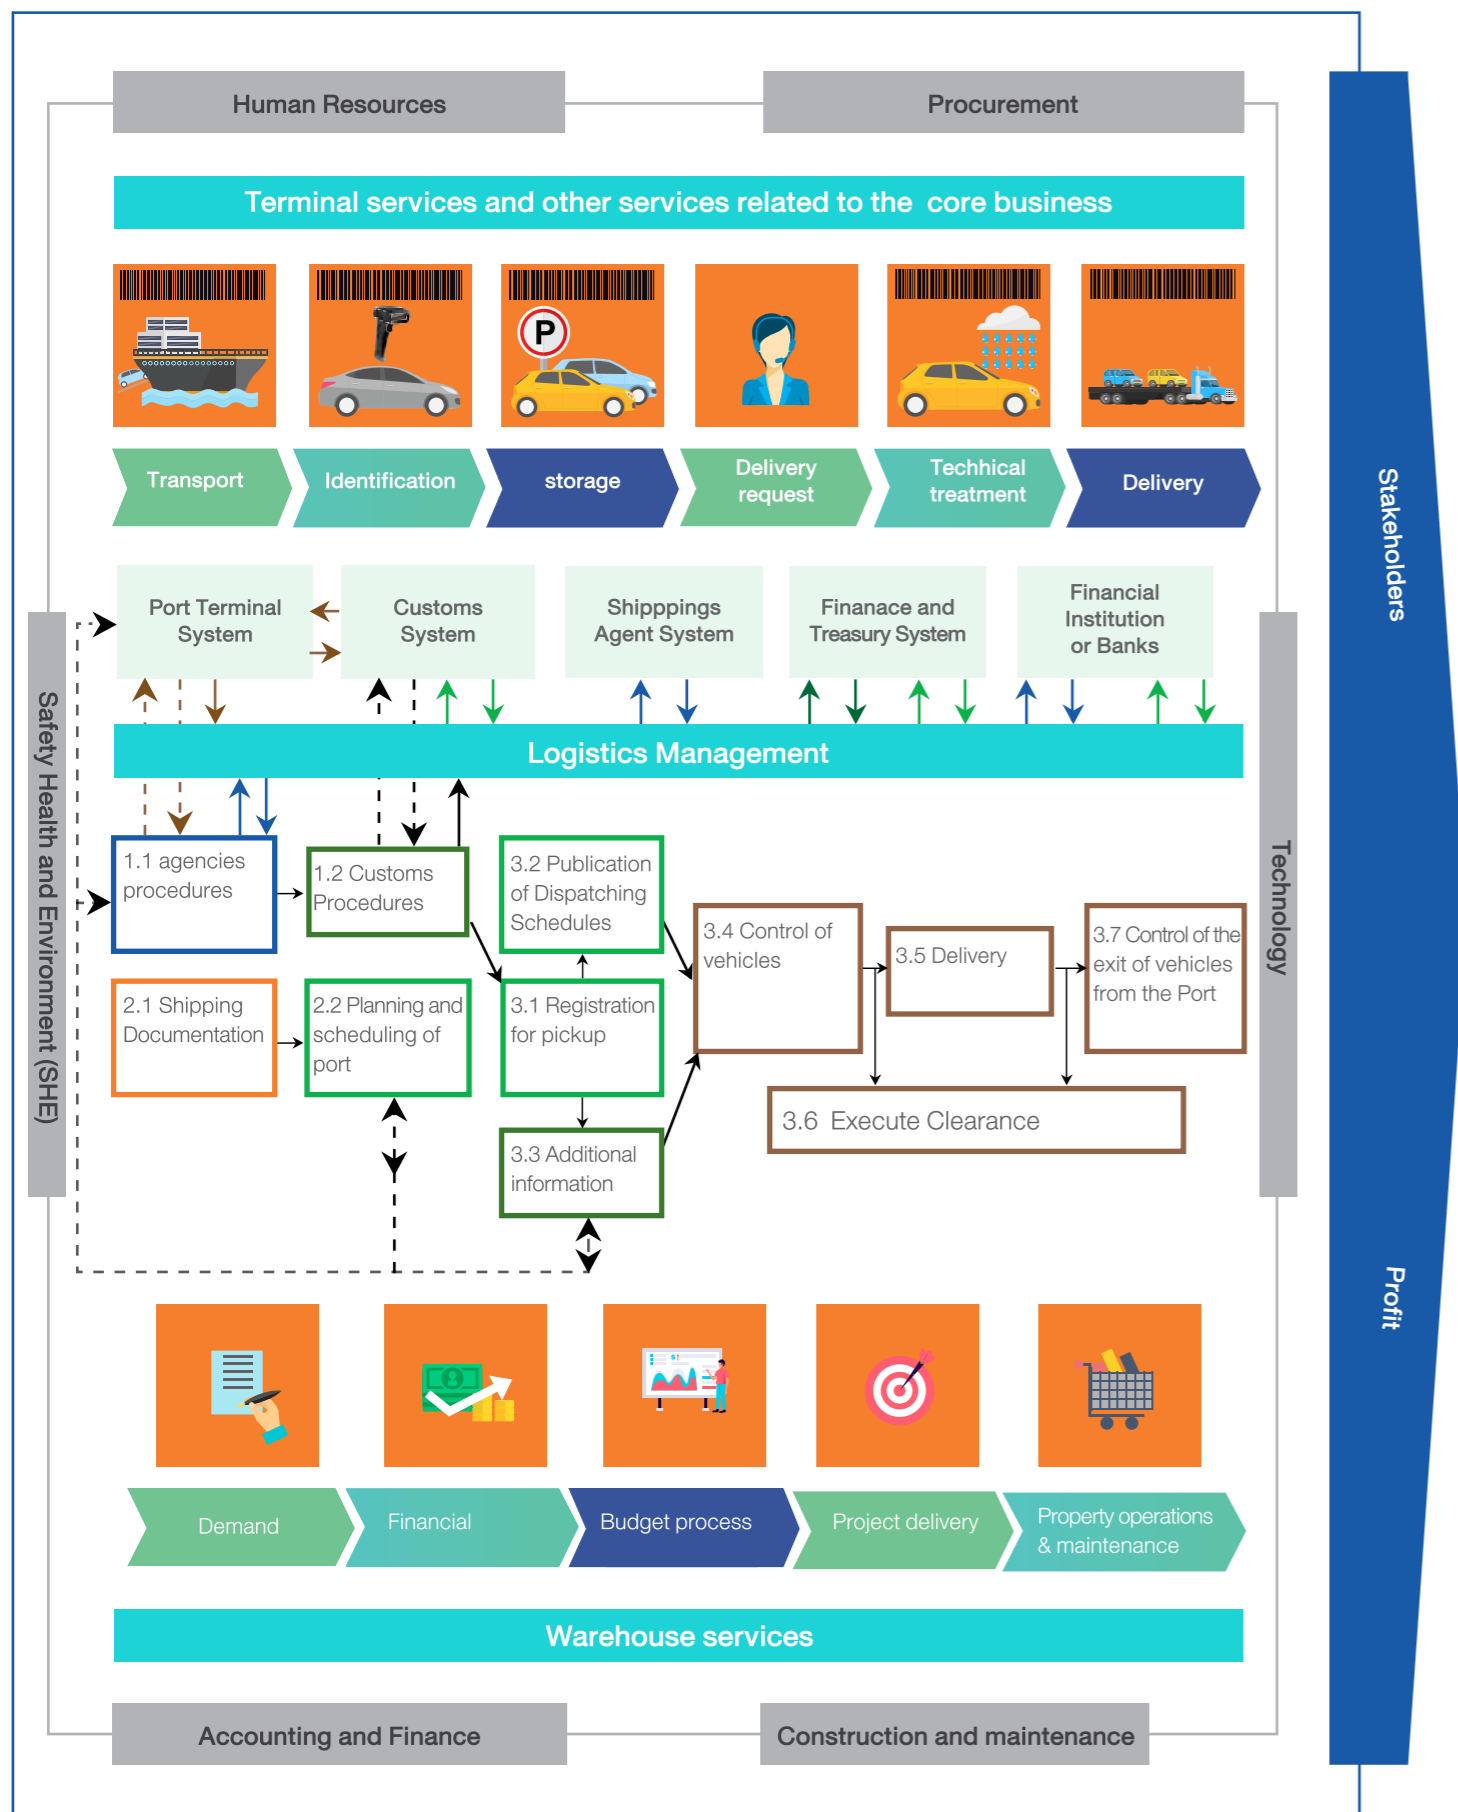 Human Resources
Procurement
Terminal services and other services related to the core business
P
Transport
Identification
storage
Delivery
request
Techhical
treatment
Delivery
Port Terminal
System
Customs
System
Shipppings
Agent System
Finanace and
Treasury System
Financial
Institution
or Banks
Logistics Management
1.1 agencies
procedures
1.2 Customs
Procedures
3.2 Publication
of Dispatching
Schedules
3.4 Control of
vehicles
3.5 Delivery
3.7 Control of the
exit of vehicles
from the Port
2.1 Shipping
Documentation
2.2 Planning and
scheduling of
port
3.1 Registration
for pickup
3.6 Execute Clearance
3.3 Additional
information
Safety Health and Environment (SHE)
Technology
Stakeholders
Profit
Demand
Financial
Budget process
Project delivery
Property operations
& maintenance
Warehouse services
Accounting and Finance
Construction and maintenance